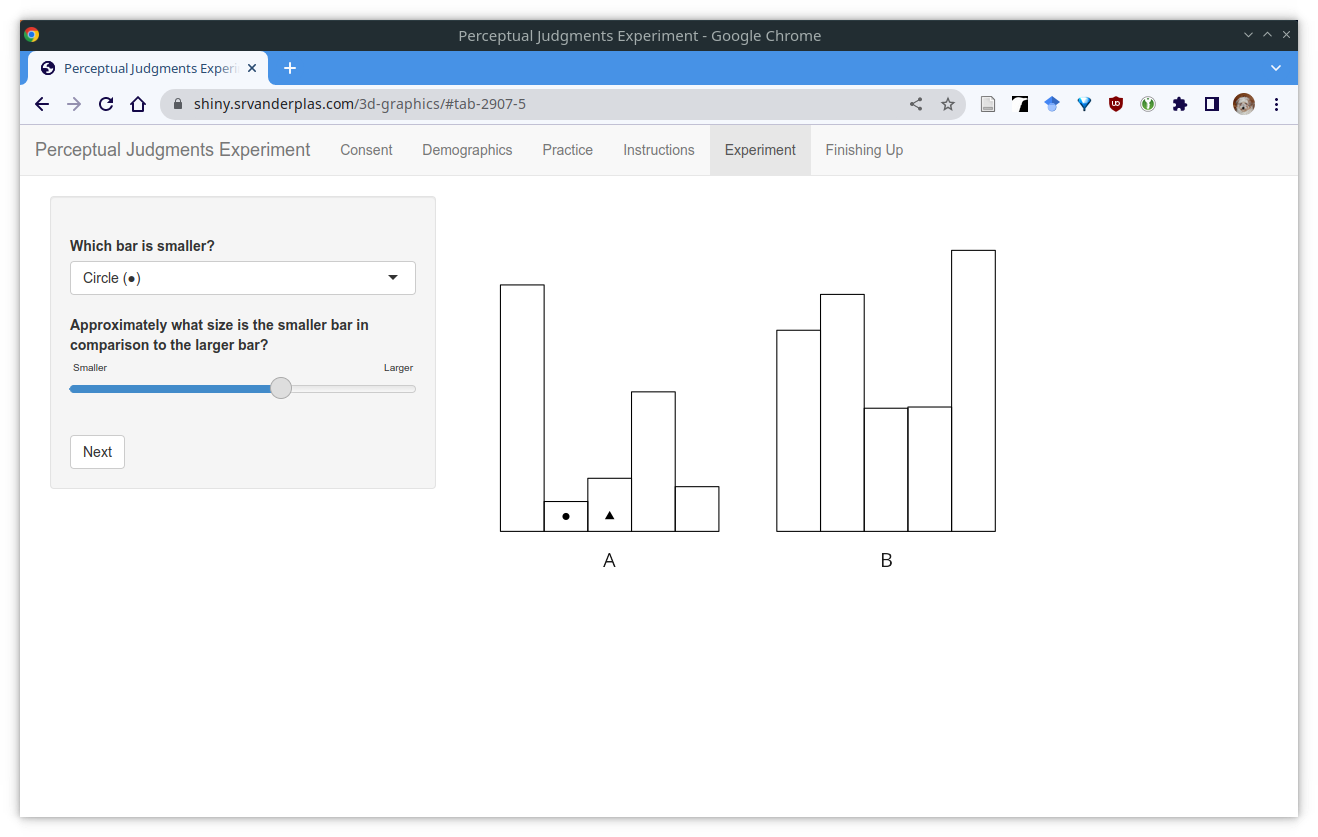 Perceptual Judgments Experiment - Google Chrome
Perceptual Judgments Experi
shiny.srvanderplas.com/3d-graphics/#tab-2907-5
Perceptual Judgments Experiment Consent Demographics Practice Instructions Experiment Finishing Up
Which bar is smaller?
Circle (●)
Approximately what size is the smaller bar in
comparison to the larger bar?
Smaller Larger
Next
A B